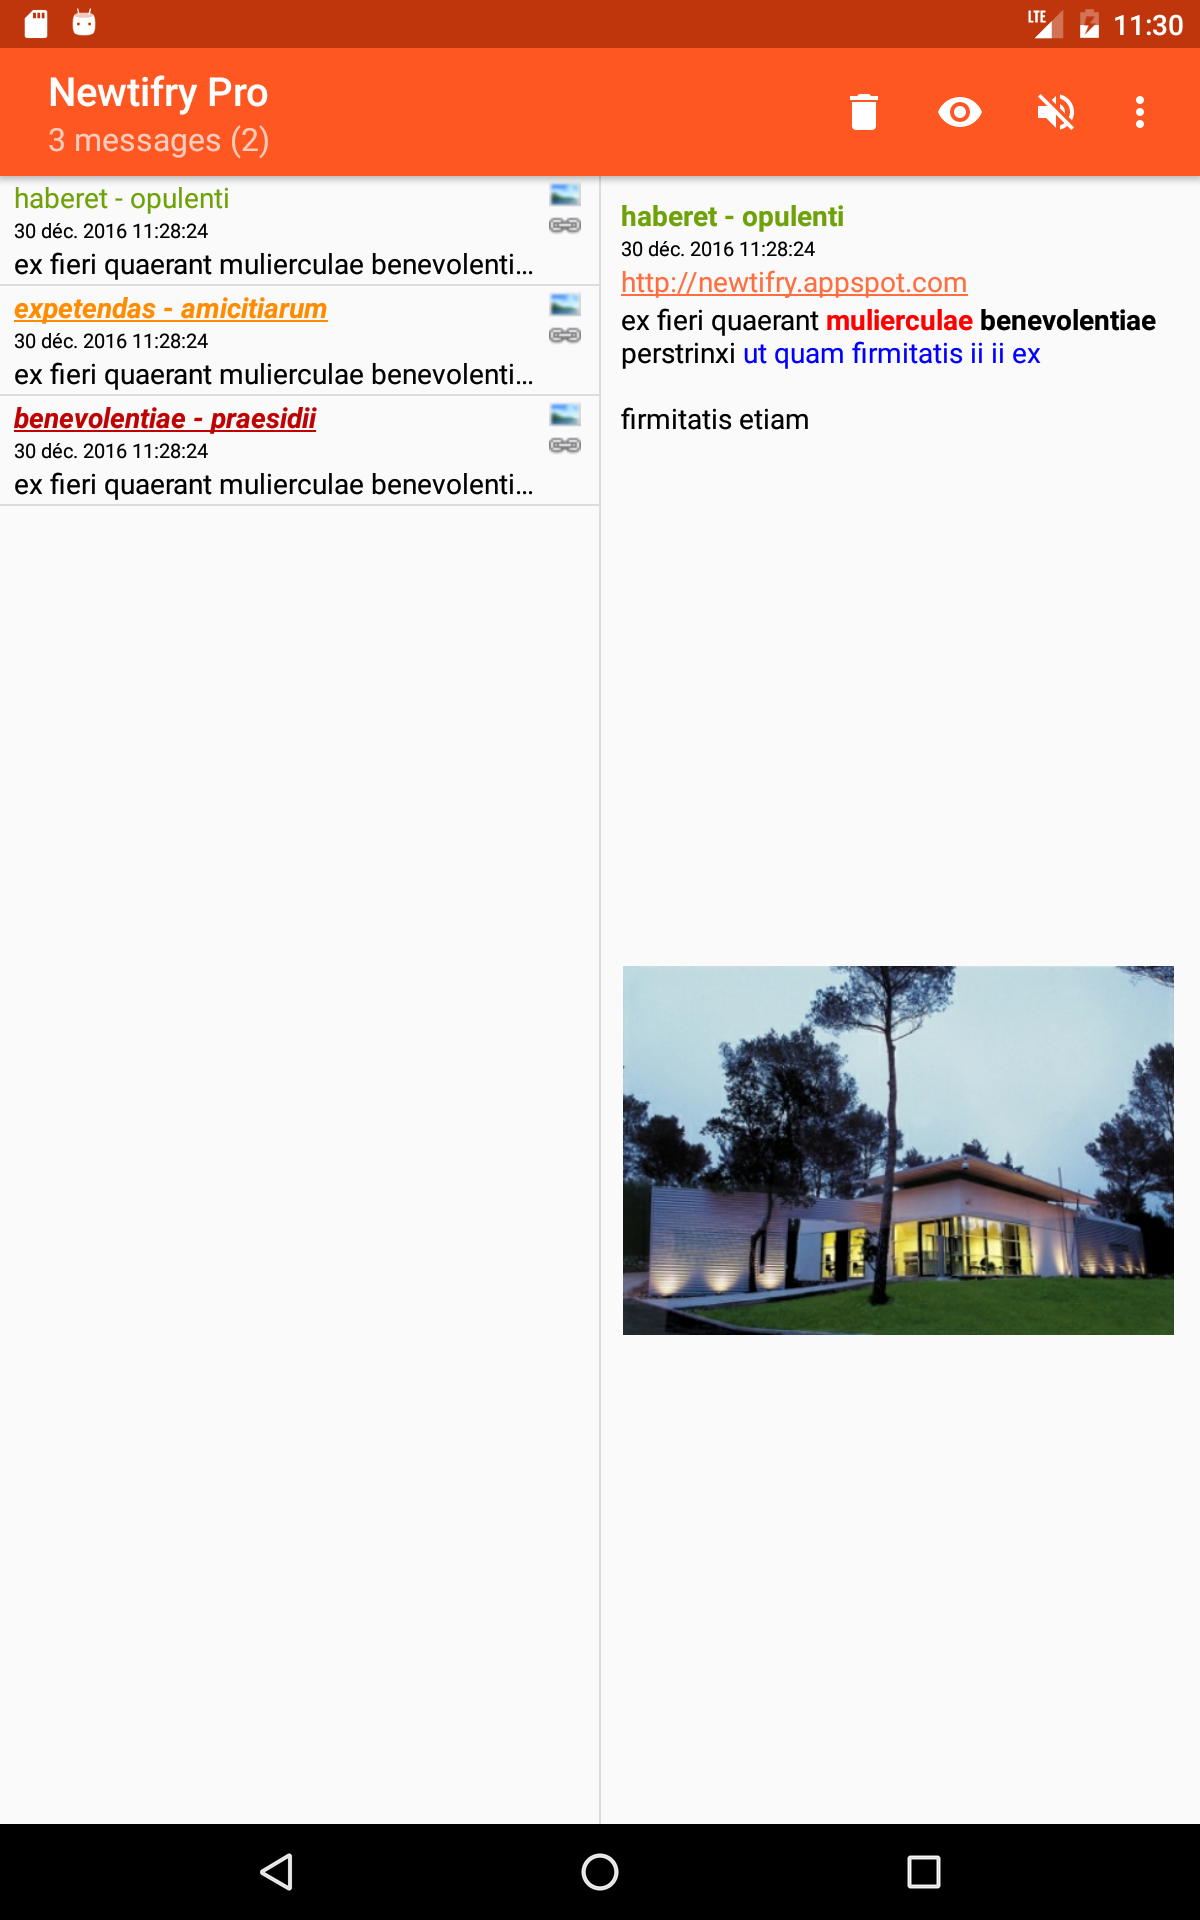 LTE 11:30
Newtifry Pro
3 messages (2)
haberet - opulenti
30 déc. 2016 11:28:24
ex fieri quaerant mulierculae benevolenti...
expetendas - amicitiarum
30 déc. 2016 11:28:24
ex fieri quaerant mulierculae benevolenti...
benevolentiae - praesidii
30 déc. 2016 11:28:24
ex fieri quaerant mulierculae benevolenti...
haberet - opulenti
30 déc. 2016 11:28:24
http://newtifry.appspot.com
ex fieri quaerant mulierculae benevolentiae
perstrinxi ut quam firmitatis ii ii ex
firmitatis etiam